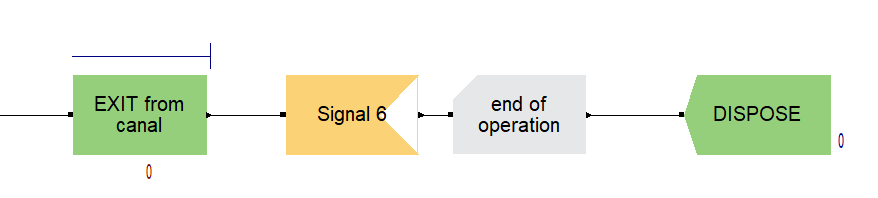 EXIT from
canal
Signal 6
end of
operation
DISPOSE
0
0